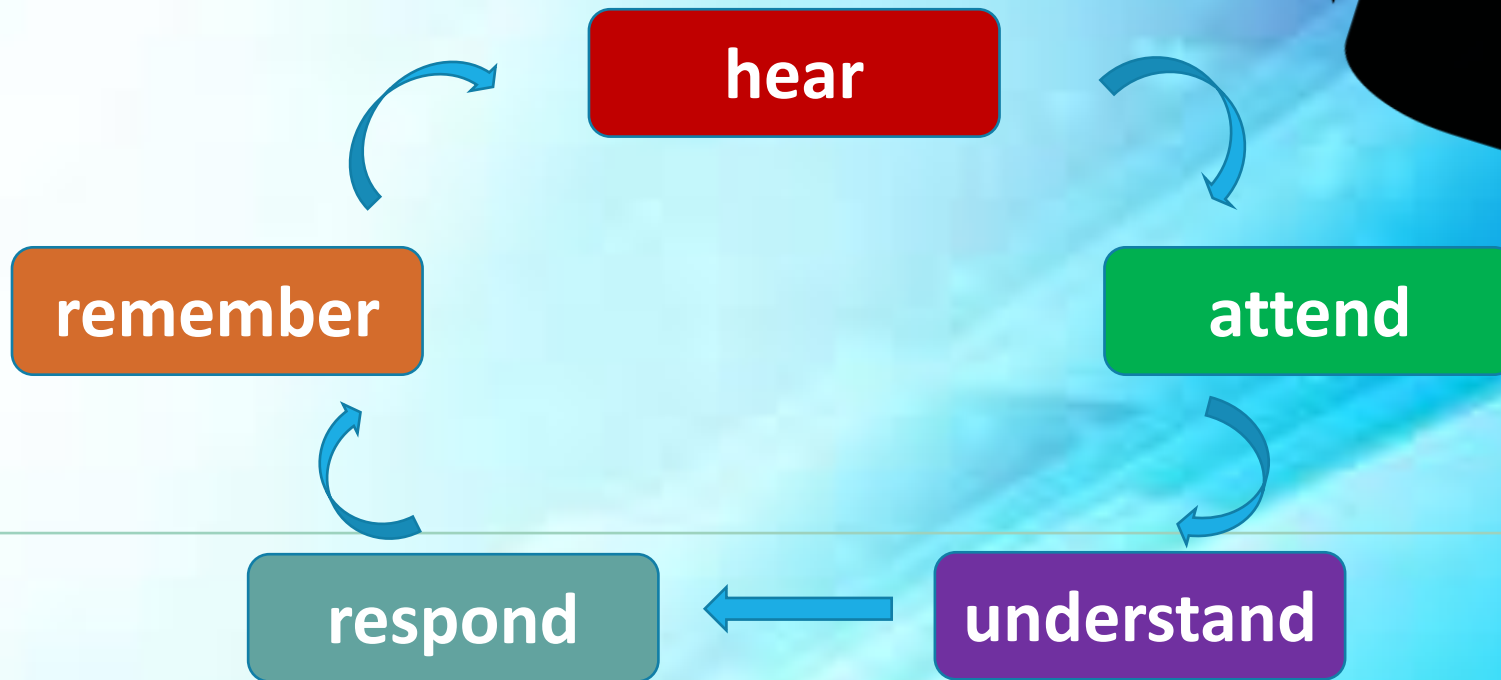 hear
remember
attend
respond
understand